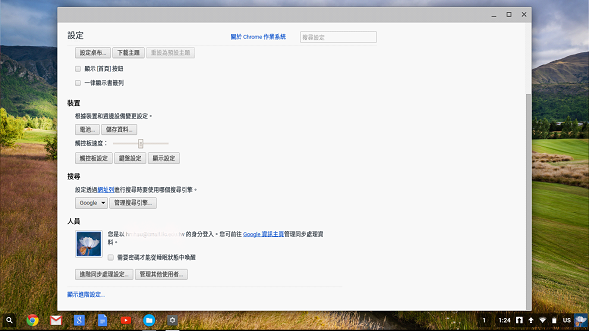 設定
關於 Chrome 作業系統
搜尋設定
設定桌布... 下載主題 重設為預設主題
顯示 [首頁] 按鈕
一律顯示書籤列
裝置
根據裝置和週邊設備變更設定。
電池... 儲存資料...
觸控板速度：
觸控板設定 鍵盤設定 顯示設定
搜尋
設定透過網址列進行搜尋時要使用哪個搜尋引擎。
Google 管理搜尋引擎...
人員
您是以 的身分登入。您可前往 Google 資訊主頁管理同步處理資
料。
需要密碼才能從睡眠狀態中喚醒
進階同步處理設定... 管理其他使用者...
顯示進階設定...
1 1:24 US